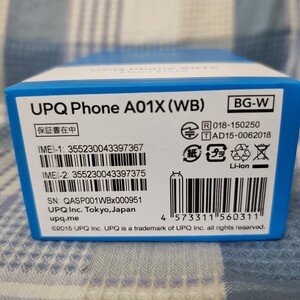 UPQ Phone A01X(WB)
BG-W
保証書在中
R 018-150250
T AD15-0062018
IMEI-1: 355230043397367
IMEI-2: 355230043397375
Li-ion
SN: QASP001WBx000951
UPQ Inc. Tokyo,Japan
upq.me
4 573311 560311
©2015 UPQ Inc. UPQ is a trademark of UPQ Inc. All rights reserved.